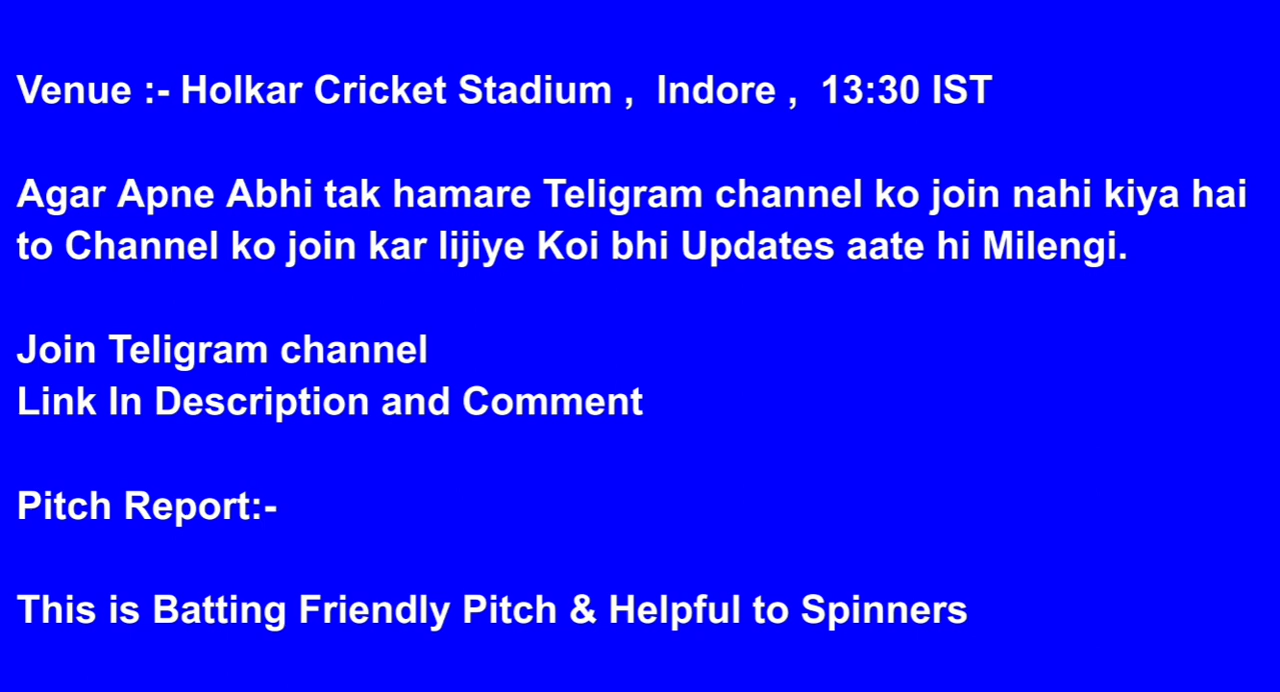 Venue :- Holkar Cricket Stadium ,  Indore ,  13:30 IST
Agar Apne Abhi tak hamare Teligram channel ko join nahi kiya hai
to Channel ko join kar lijiye Koi bhi Updates aate hi Milengi.
Join Teligram channel
Link In Description and Comment
Pitch Report:-
This is Batting Friendly Pitch & Helpful to Spinners